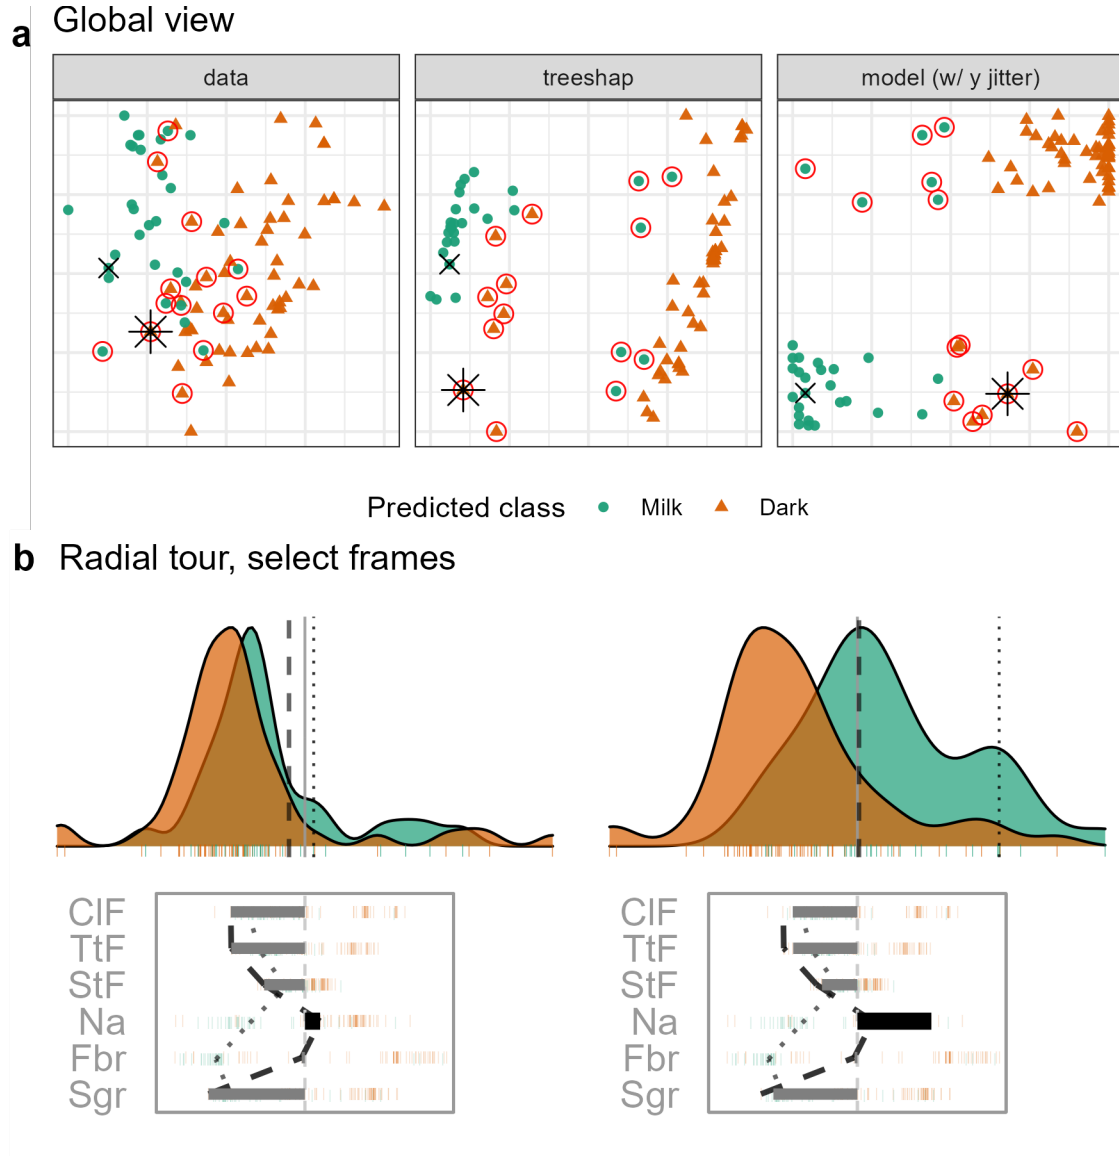 a Global view
data treeshap model (w/ y jitter)
Predicted class Milk Dark
b Radial tour, select frames
ClF ClF
TtF TtF
StF StF
Na Na
Fbr Fbr
Sgr Sgr